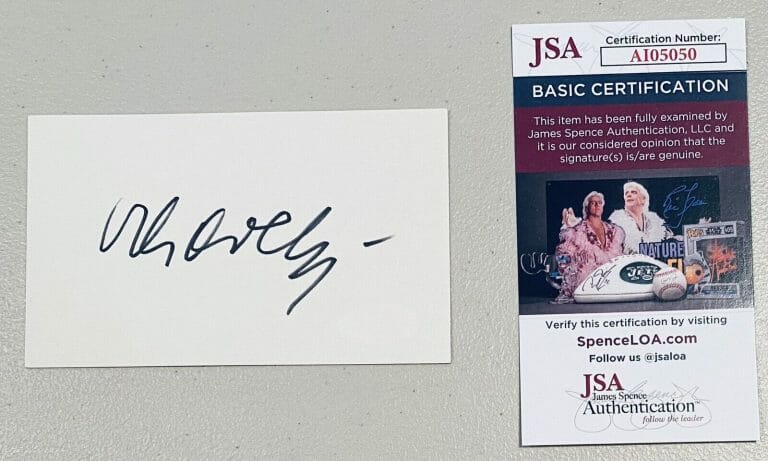 JSA
Certification Number:
AI05050
BASIC CERTIFICATION
This item has been fully examined by
James Spence Authentication, LLC and
it is our considered opinion that the
signature(s) is/are genuine.
NATURE
JETS
Verify this certification by visiting
SpenceLOA.com
Follow us @jsaloa
JSA
James Spence
Authentication™
follow the leader